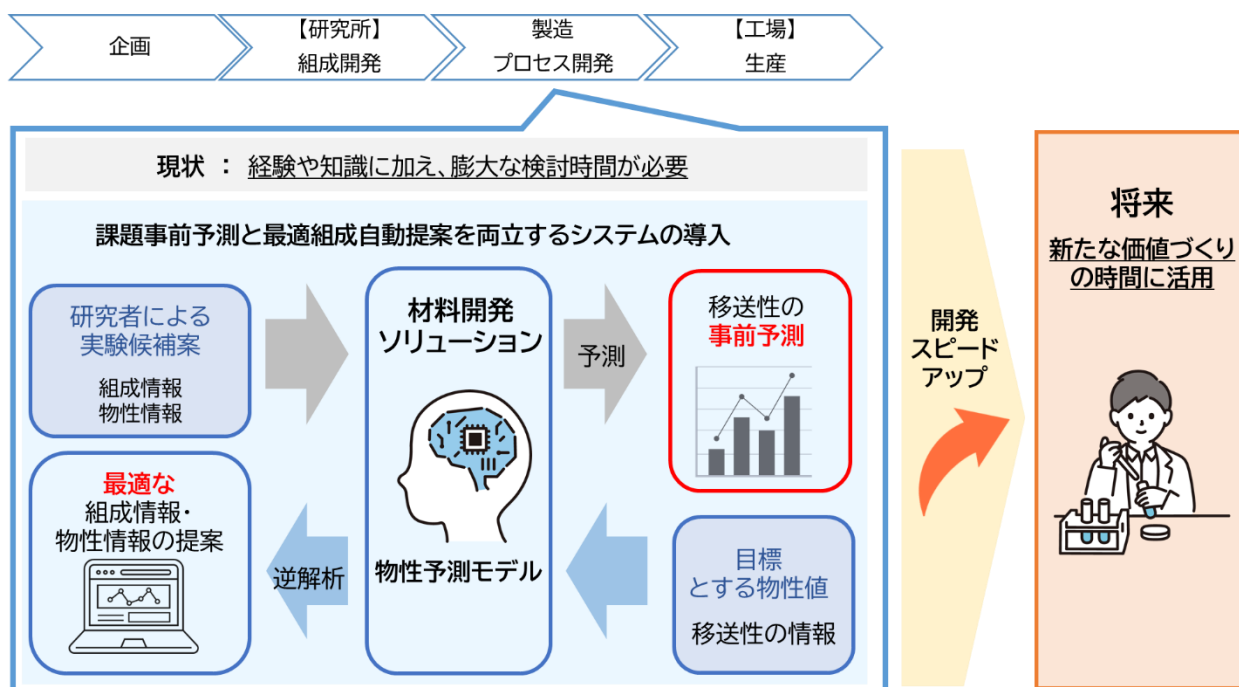 企画
【研究所】
組成開発
製造
プロセス開発
【工場】
生産
現状 ： 経験や知識に加え、膨大な検討時間が必要
課題事前予測と最適組成自動提案を両立するシステムの導入
研究者による
実験候補案
組成情報
物性情報
材料開発
ソリューション
物性予測モデル
予測
移送性の
事前予測
最適な
組成情報・
物性情報の提案
逆解析
目標
とする物性値
移送性の情報
開発
スピード
アップ
将来
新たな価値づくり
の時間に活用